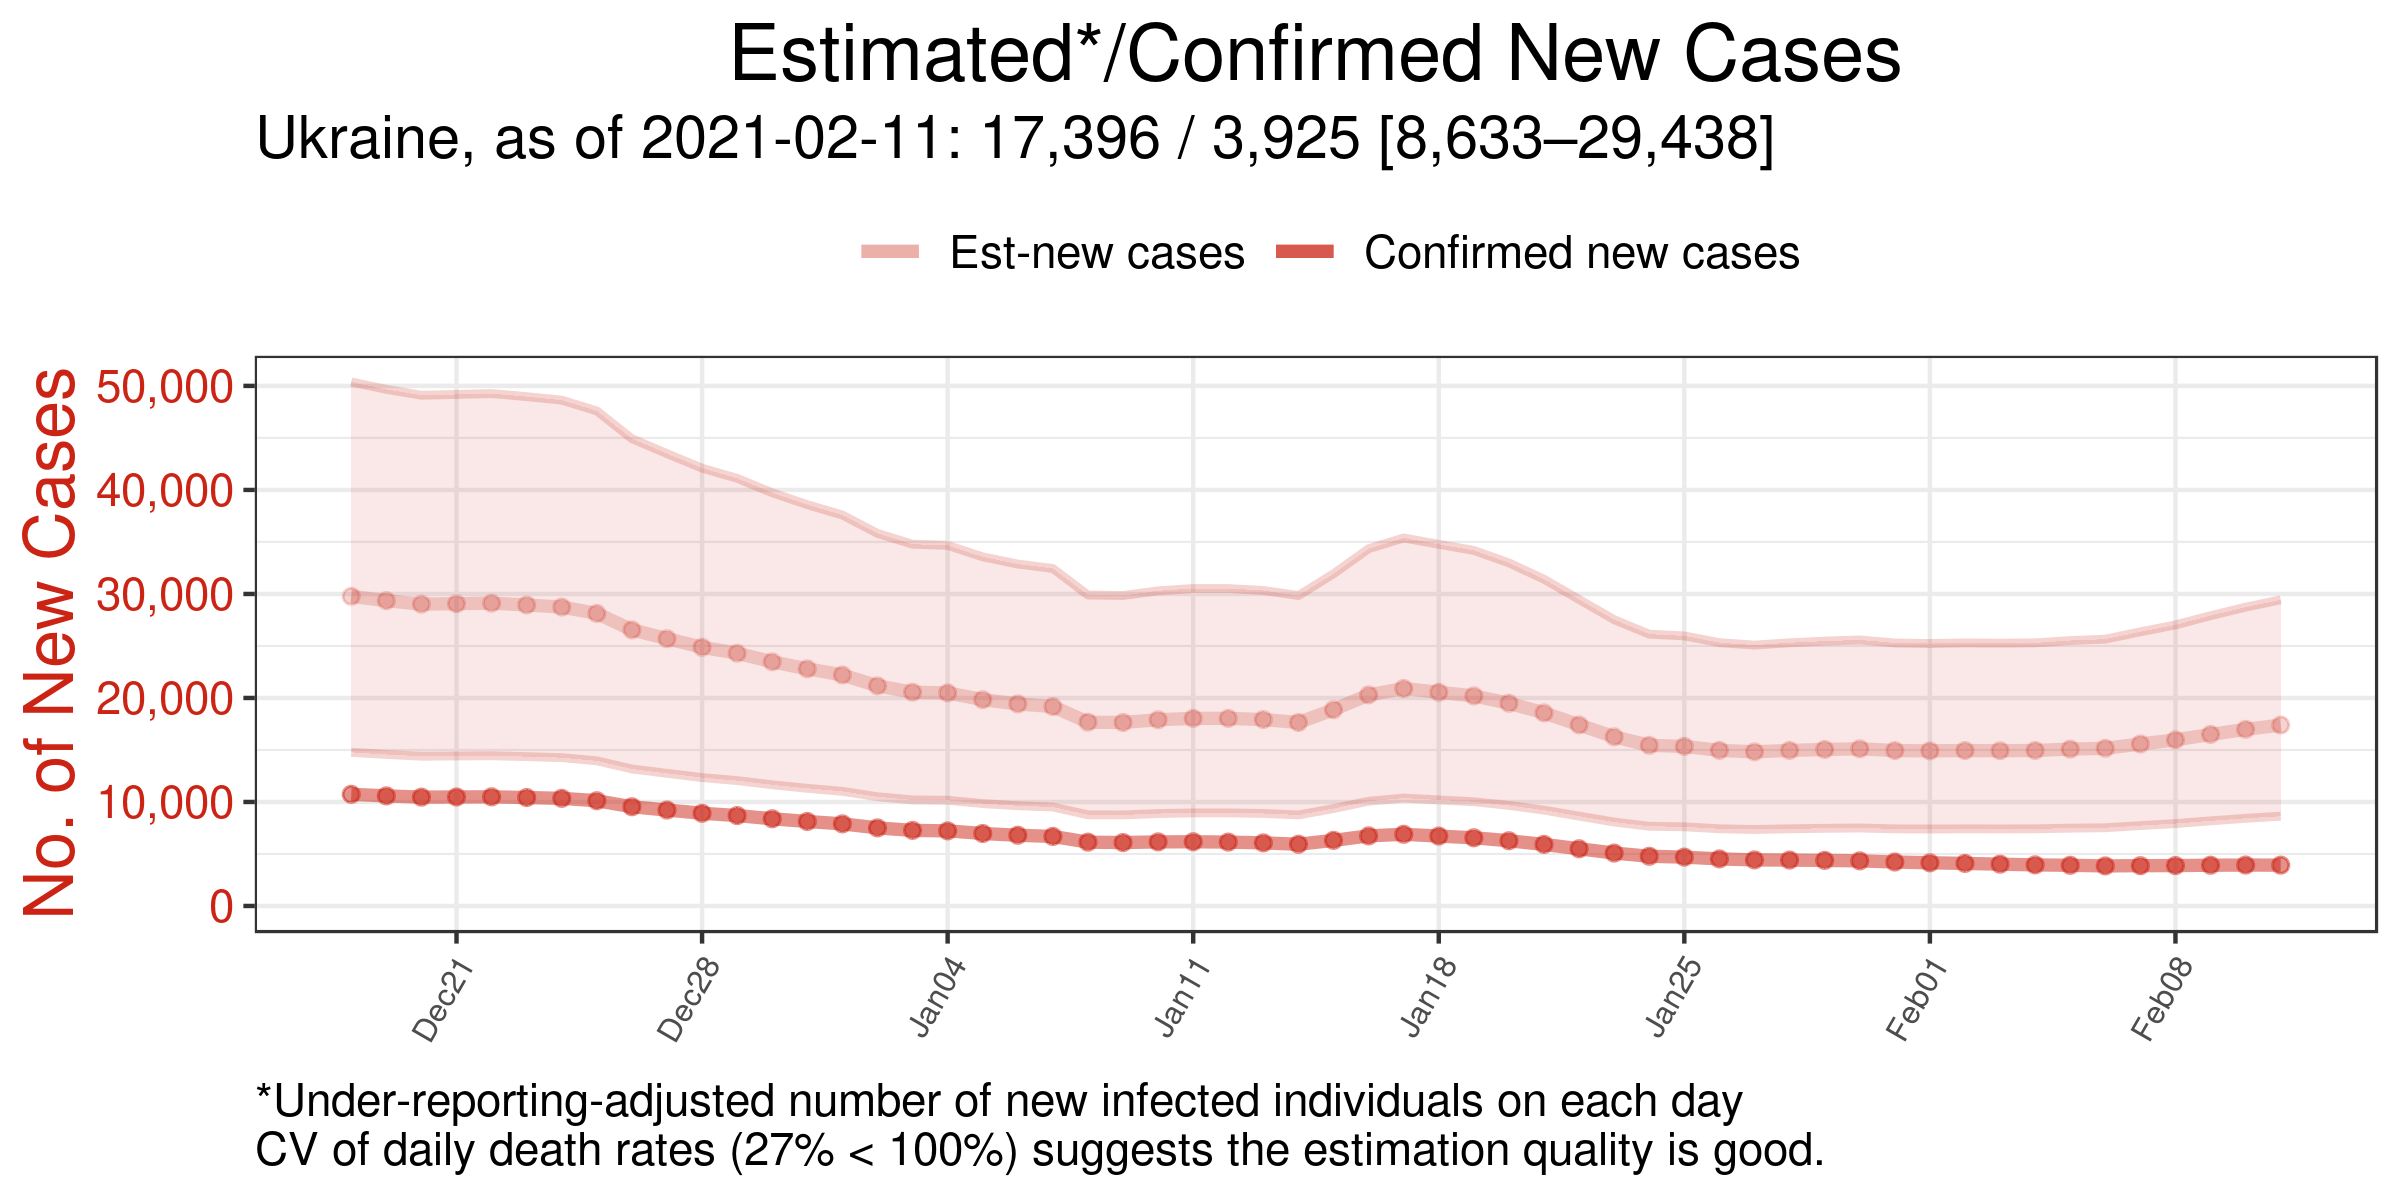 Estimated*/Confirmed New Cases
Ukraine, as of 2021-02-11: 17,396 / 3,925 [8,633–29,438]
Est-new cases
Confirmed new cases
No. of New Cases
50,000
40,000
30,000
20,000
10,000
0
Dec21
Dec28
Jan04
Jan11
Jan18
Jan25
Feb01
Feb08
*Under-reporting-adjusted number of new infected individuals on each day
CV of daily death rates (27% < 100%) suggests the estimation quality is good.